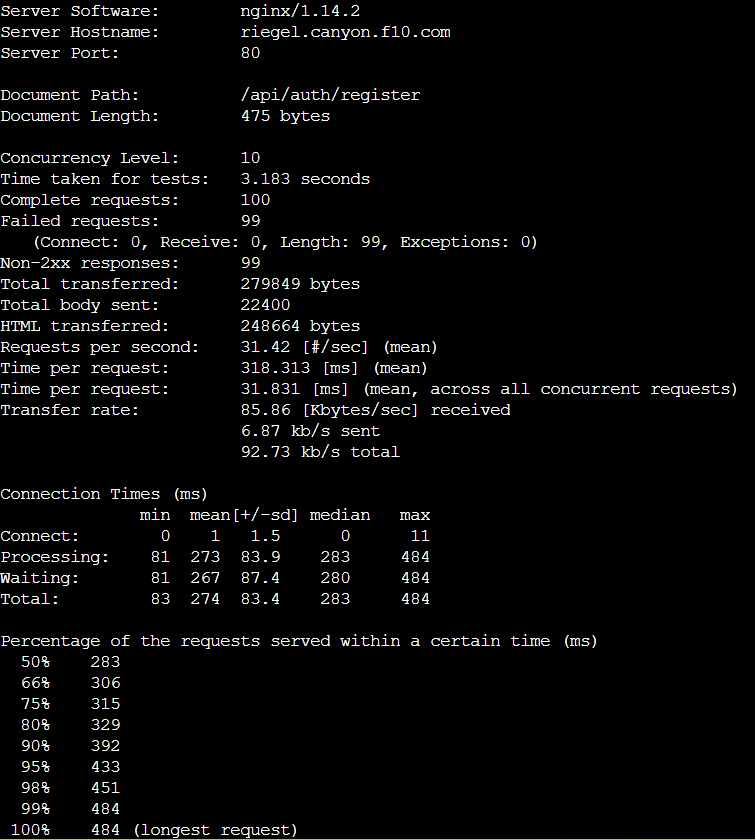 Server Software:        nginx/1.14.2
Server Hostname:        riegel.canyon.f10.com
Server Port:            80

Document Path:          /api/auth/register
Document Length:        475 bytes

Concurrency Level:      10
Time taken for tests:   3.183 seconds
Complete requests:      100
Failed requests:        99
   (Connect: 0, Receive: 0, Length: 99, Exceptions: 0)
Non-2xx responses:      99
Total transferred:      279849 bytes
Total body sent:        22400
HTML transferred:       248664 bytes
Requests per second:    31.42 [#/sec] (mean)
Time per request:       318.313 [ms] (mean)
Time per request:       31.831 [ms] (mean, across all concurrent requests)
Transfer rate:          85.86 [Kbytes/sec] received
                        6.87 kb/s sent
                        92.73 kb/s total

Connection Times (ms)
              min  mean[+/-sd] median   max
Connect:        0    1   1.5      0      11
Processing:    81  273  83.9    283     484
Waiting:       81  267  87.4    280     484
Total:         83  274  83.4    283     484

Percentage of the requests served within a certain time (ms)
  50%    283
  66%    306
  75%    315
  80%    329
  90%    392
  95%    433
  98%    451
  99%    484
 100%    484 (longest request)